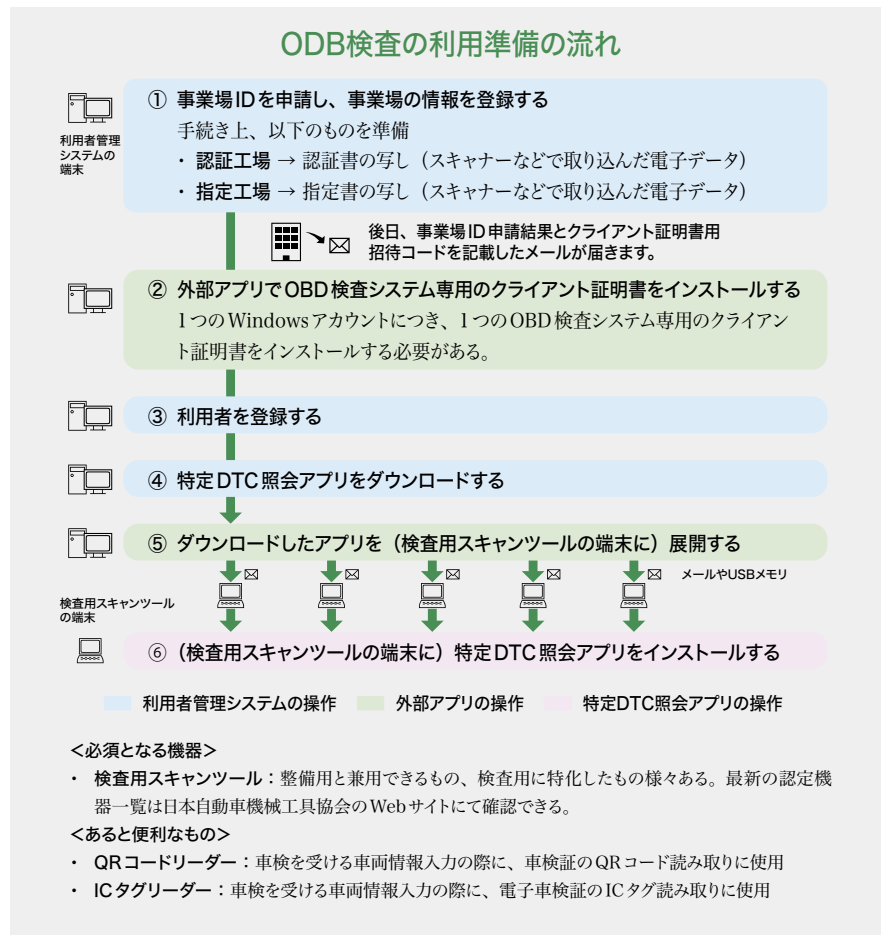 ODB検査の利用準備の流れ
利用者管理
システムの
端末
① 事業場IDを申請し、事業場の情報を登録する
手続き上、以下のものを準備
・ 認証工場 → 認証書の写し（スキャナーなどで取り込んだ電子データ）
・ 指定工場 → 指定書の写し（スキャナーなどで取り込んだ電子データ）
後日、事業場ID申請結果とクライアント証明書用
招待コードを記載したメールが届きます。
② 外部アプリでOBD検査システム専用のクライアント証明書をインストールする
1つのWindowsアカウントにつき、1つのOBD検査システム専用のクライアン
ト証明書をインストールする必要がある。
③ 利用者を登録する
④ 特定DTC照会アプリをダウンロードする
⑤ ダウンロードしたアプリを（検査用スキャンツールの端末に）展開する
メールやUSBメモリ
検査用スキャンツール
の端末
⑥（検査用スキャンツールの端末に）特定DTC照会アプリをインストールする
利用者管理システムの操作 外部アプリの操作 特定DTC照会アプリの操作
＜必須となる機器＞
・ 検査用スキャンツール：整備用と兼用できるもの、検査用に特化したもの様々ある。最新の認定機
器一覧は日本自動車機械工具協会のWebサイトにて確認できる。
＜あると便利なもの＞
・ QRコードリーダー：車検を受ける車両情報入力の際に、車検証のQRコード読み取りに使用
・ ICタグリーダー：車検を受ける車両情報入力の際に、電子車検証のICタグ読み取りに使用